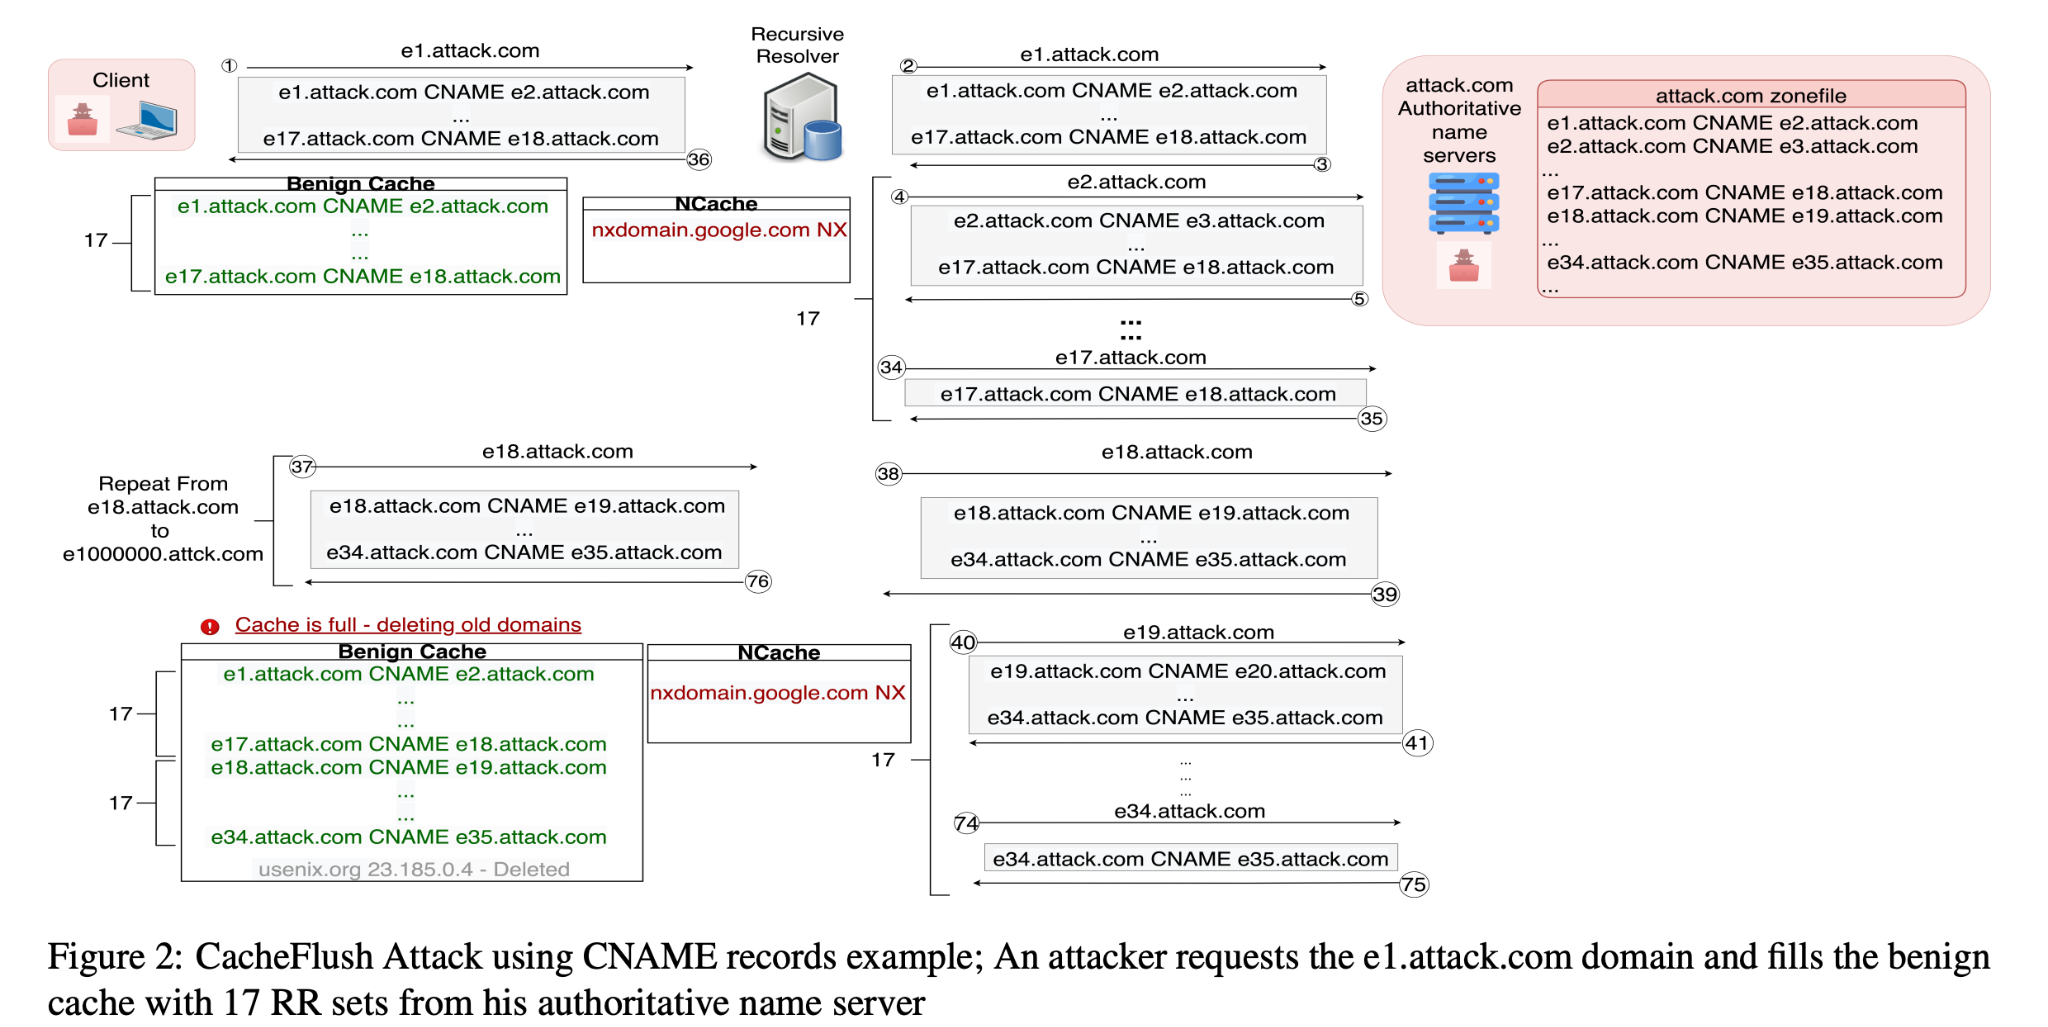 Client
①
e1.attack.com
e1.attack.com CNAME e2.attack.com
...
e17.attack.com CNAME e18.attack.com
36
Recursive
Resolver
②
e1.attack.com
e1.attack.com CNAME e2.attack.com
...
e17.attack.com CNAME e18.attack.com
③
attack.com
Authoritative
name
servers
attack.com zonefile
e1.attack.com CNAME e2.attack.com
e2.attack.com CNAME e3.attack.com
...
e17.attack.com CNAME e18.attack.com
e18.attack.com CNAME e19.attack.com
...
e34.attack.com CNAME e35.attack.com
...
17
Benign Cache
e1.attack.com CNAME e2.attack.com
...
...
e17.attack.com CNAME e18.attack.com
NCache
nxdomain.google.com NX
17
④
e2.attack.com
e2.attack.com CNAME e3.attack.com
...
e17.attack.com CNAME e18.attack.com
⑤
...
...
34
e17.attack.com
e17.attack.com CNAME e18.attack.com
35
Repeat From
e18.attack.com
to
e1000000.attck.com
37
e18.attack.com
e18.attack.com CNAME e19.attack.com
...
e34.attack.com CNAME e35.attack.com
76
38
e18.attack.com
e18.attack.com CNAME e19.attack.com
...
e34.attack.com CNAME e35.attack.com
39
! Cache is full - deleting old domains
Benign Cache
17
e1.attack.com CNAME e2.attack.com
...
...
e17.attack.com CNAME e18.attack.com
17
e18.attack.com CNAME e19.attack.com
...
...
e34.attack.com CNAME e35.attack.com
usenix.org 23.185.0.4 - Deleted
NCache
nxdomain.google.com NX
17
40
e19.attack.com
e19.attack.com CNAME e20.attack.com
...
e34.attack.com CNAME e35.attack.com
41
...
...
...
74
e34.attack.com
e34.attack.com CNAME e35.attack.com
75
Figure 2: CacheFlush Attack using CNAME records example; An attacker requests the e1.attack.com domain and fills the benign
cache with 17 RR sets from his authoritative name server